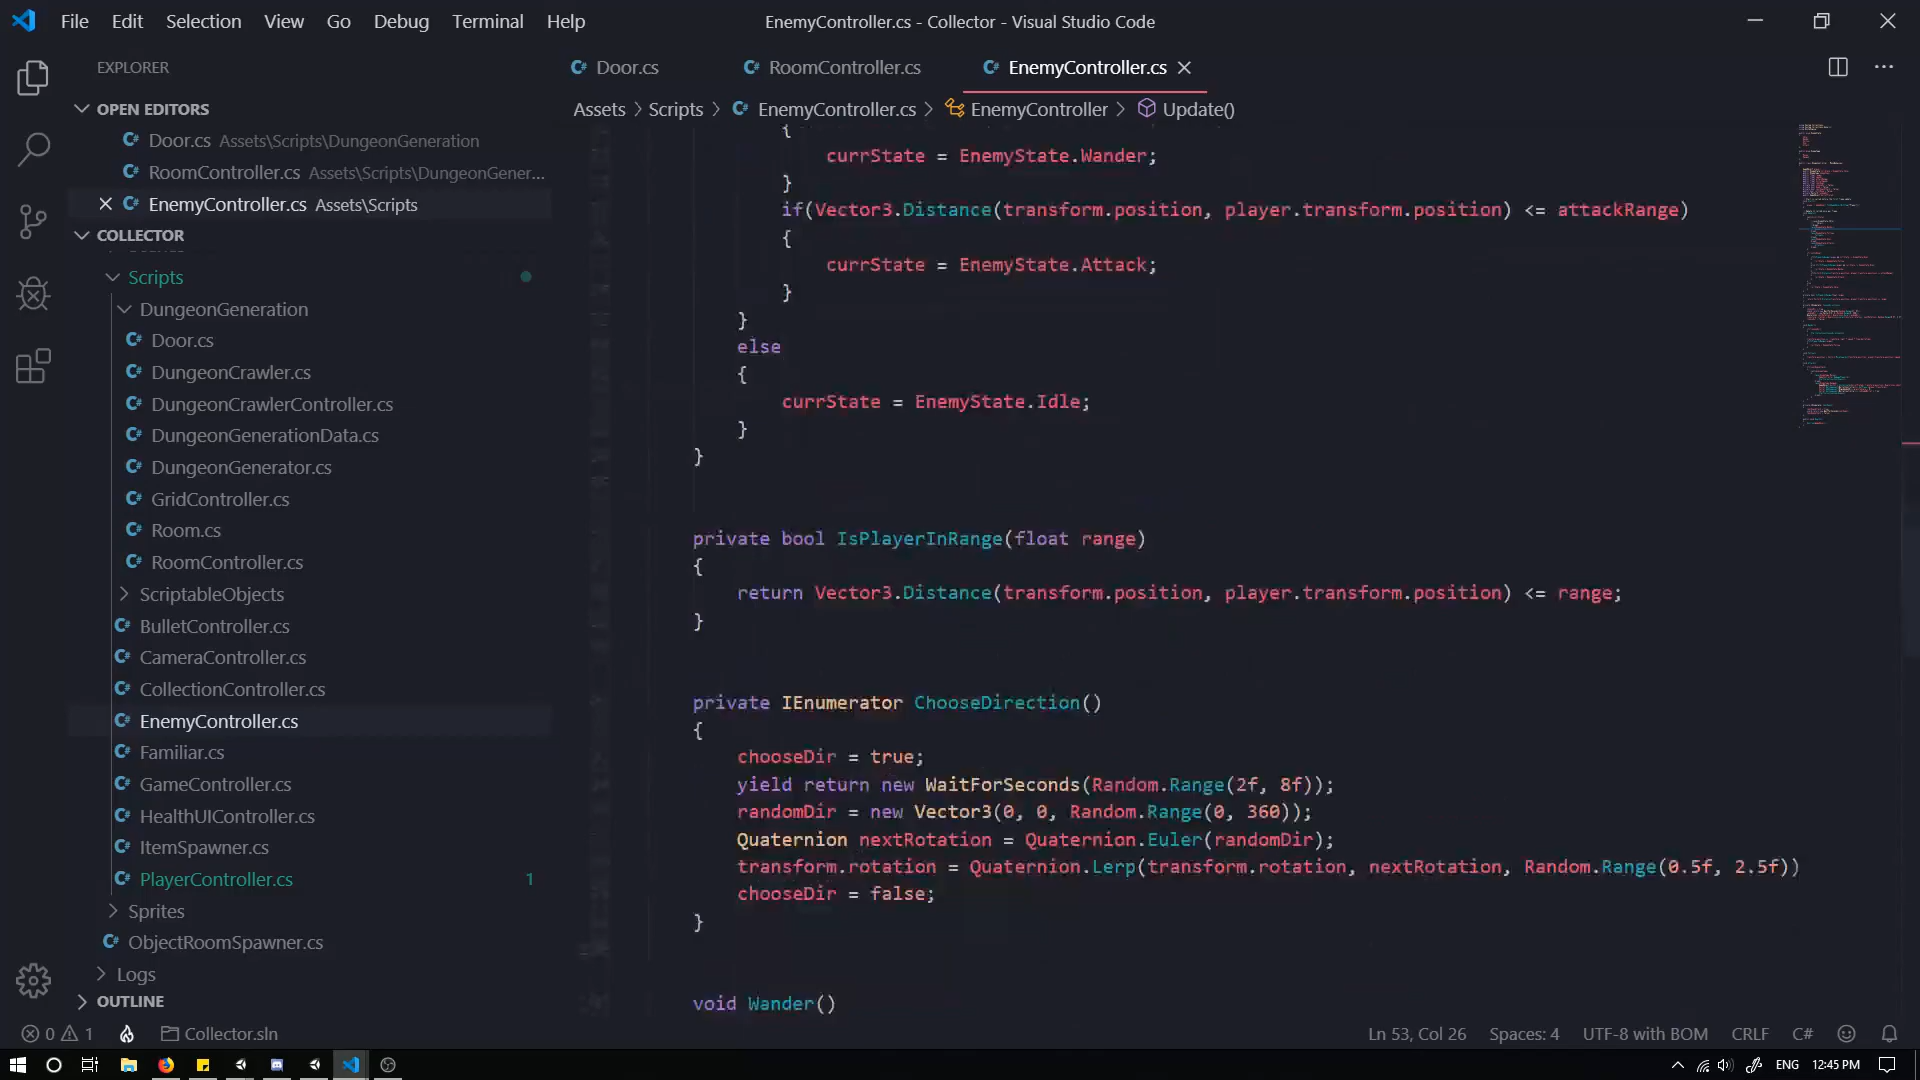 File Edit Selection View Go Debug Terminal Help
EnemyController.cs - Collector - Visual Studio Code
EXPLORER
OPEN EDITORS
Door.cs Assets\Scripts\DungeonGeneration
RoomController.cs Assets\Scripts\DungeonGener...
EnemyController.cs Assets\Scripts
COLLECTOR
Scripts
DungeonGeneration
Door.cs
DungeonCrawler.cs
DungeonCrawlerController.cs
DungeonGenerationData.cs
DungeonGenerator.cs
GridController.cs
Room.cs
RoomController.cs
ScriptableObjects
BulletController.cs
CameraController.cs
CollectionController.cs
EnemyController.cs
Familiar.cs
GameController.cs
HealthUIController.cs
ItemSpawner.cs
PlayerController.cs 1
Sprites
ObjectRoomSpawner.cs
Logs
OUTLINE
Door.cs RoomController.cs EnemyController.cs
Assets > Scripts > EnemyController.cs > EnemyController > Update()
{
currState = EnemyState.Wander;
}
if(Vector3.Distance(transform.position, player.transform.position) <= attackRange)
{
currState = EnemyState.Attack;
}
}
else
{
currState = EnemyState.Idle;
}
}
private bool IsPlayerInRange(float range)
{
return Vector3.Distance(transform.position, player.transform.position) <= range;
}
private IEnumerator ChooseDirection()
{
chooseDir = true;
yield return new WaitForSeconds(Random.Range(2f, 8f));
randomDir = new Vector3(0, 0, Random.Range(0, 360));
Quaternion nextRotation = Quaternion.Euler(randomDir);
transform.rotation = Quaternion.Lerp(transform.rotation, nextRotation, Random.Range(0.5f, 2.5f))
chooseDir = false;
}
void Wander()
0 1 Collector.sln
Ln 53, Col 26 Spaces: 4 UTF-8 with BOM CRLF C#
ENG 12:45 PM